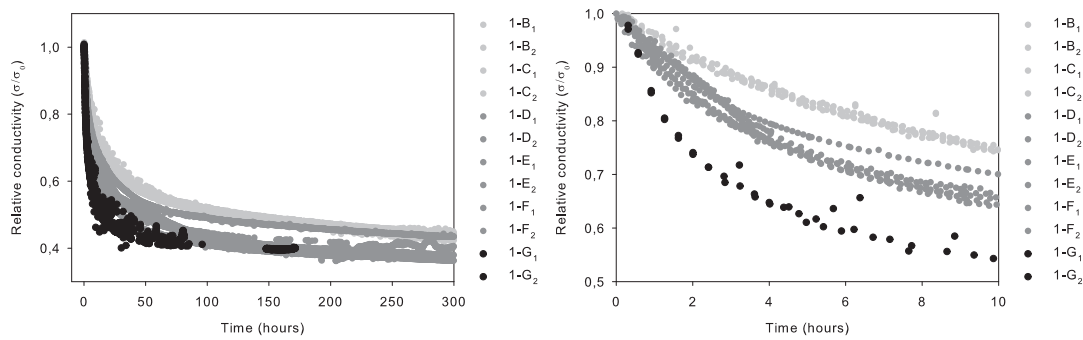 Relative conductivity (σ/σ₀)
1,0
0,8
0,6
0,4
0 50 100 150 200 250 300
Time (hours)
1-B₁
1-B₂
1-C₁
1-C₂
1-D₁
1-D₂
1-E₁
1-E₂
1-F₁
1-F₂
1-G₁
1-G₂
Relative conductivity (σ/σ₀)
1,0
0,9
0,8
0,7
0,6
0,5
0 2 4 6 8 10
Time (hours)
1-B₁
1-B₂
1-C₁
1-C₂
1-D₁
1-D₂
1-E₁
1-E₂
1-F₁
1-F₂
1-G₁
1-G₂